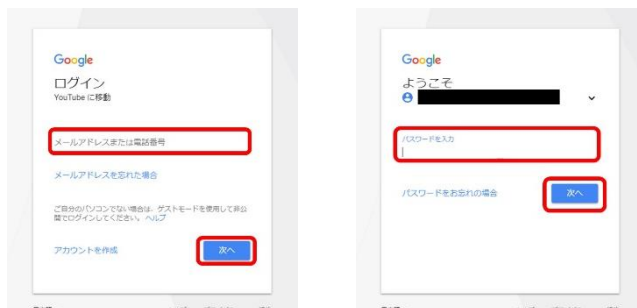 Google
ログイン
YouTube に移動
メールアドレスまたは電話番号
メールアドレスを忘れた場合
ご自分のパソコンでない場合は、ゲストモードを使用して非公
開でログインしてください。 ヘルプ
アカウントを作成
次へ
Google
ようこそ
パスワードを入力
パスワードをお忘れの場合
次へ